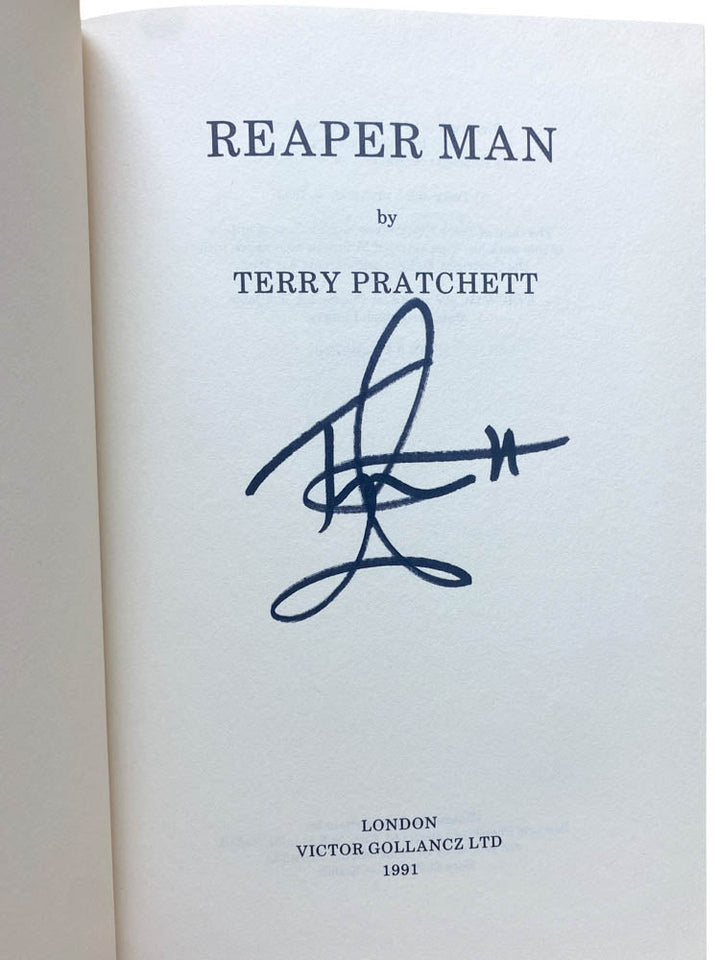 REAPER MAN
by
TERRY PRATCHETT
LONDON
VICTOR GOLLANCZ LTD
1991